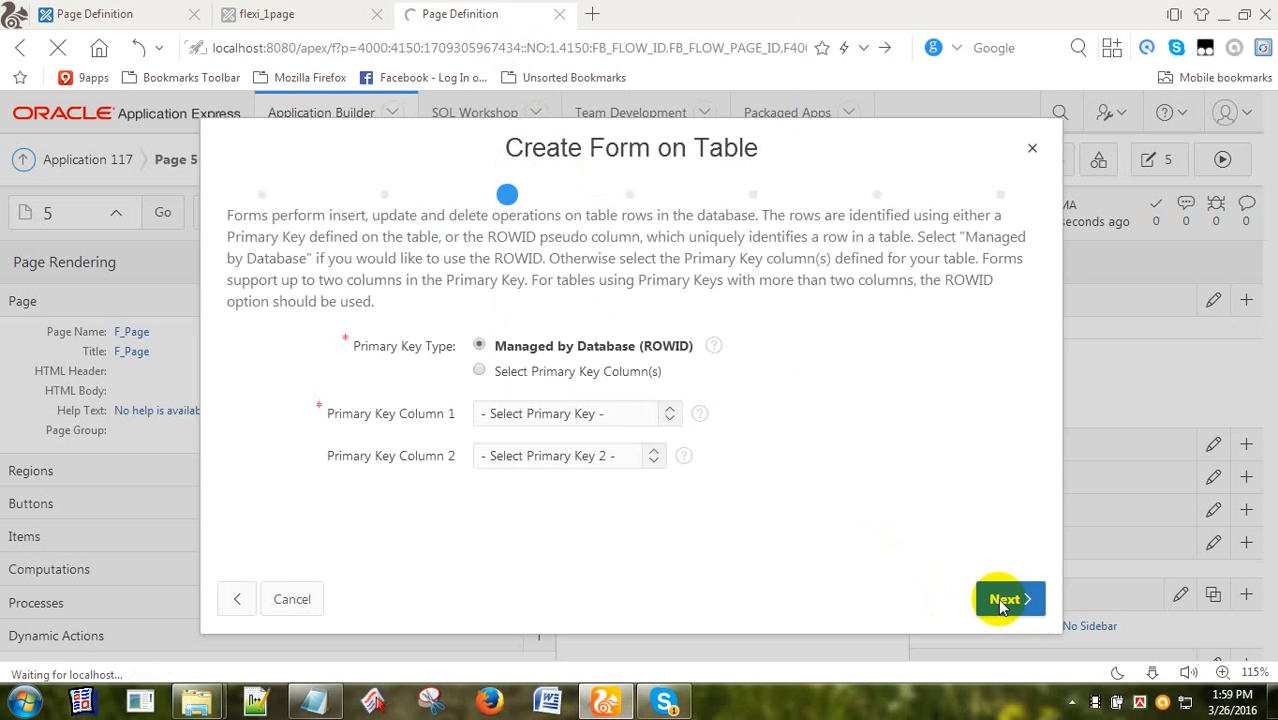 Page Definition
flexi_1page
Page Definition
localhost:8080/apex/f?p=4000:4150:1709305967434::NO:1,4150:FB_FLOW_ID,FB_FLOW_PAGE_ID,F400
g
Google
9apps
Bookmarks Toolbar
Mozilla Firefox
Facebook - Log In o...
Unsorted Bookmarks
Mobile bookmarks
ORACLE Application Express
Application Builder
SQL Workshop
Team Development
Packaged Apps
Application 117
Page 5
5
5
Go
MA
seconds ago
0 0 0 0
Create Form on Table
Forms perform insert, update and delete operations on table rows in the database. The rows are identified using either a
Primary Key defined on the table, or the ROWID pseudo column, which uniquely identifies a row in a table. Select "Managed
by Database" if you would like to use the ROWID. Otherwise select the Primary Key column(s) defined for your table. Forms
support up to two columns in the Primary Key. For tables using Primary Keys with more than two columns, the ROWID
option should be used.
* Primary Key Type:
Managed by Database (ROWID)
Select Primary Key Column(s)
* Primary Key Column 1
- Select Primary Key -
Primary Key Column 2
- Select Primary Key 2 -
Cancel
Next
Page Rendering
Page
Page Name: F_Page
Title: F_Page
HTML Header:
HTML Body:
Help Text: No help is availab
Page Group:
Regions
Buttons
Items
Computations
Processes
Dynamic Actions
No Sidebar
Waiting for localhost...
115%
1:59 PM
3/26/2016